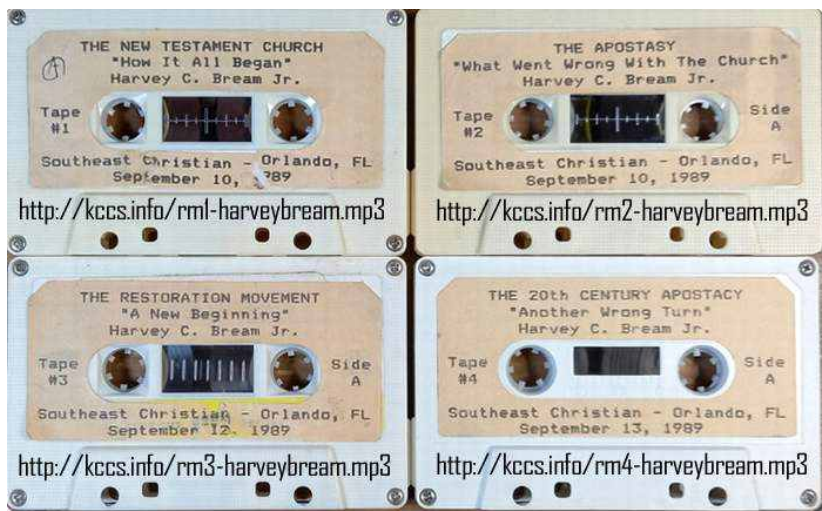 THE NEW TESTAMENT CHURCH
"How It All Began"
Harvey C. Bream Jr.
Tape
#1
Southeast Christian - Orlando, FL
September 10, 1989
http://kccs.info/rm1-harveybream.mp3
THE APOSTASY
"What Went Wrong With The Church"
Harvey C. Bream Jr.
Tape
#2
Side
A
Southeast Christian - Orlando, FL
September 10, 1989
http://kccs.info/rm2-harveybream.mp3
THE RESTORATION MOVEMENT
"A New Beginning"
Harvey C. Bream Jr.
Tape
#3
Side
A
Southeast Christian - Orlando, FL
September 12, 1989
http://kccs.info/rm3-harveybream.mp3
THE 20th CENTURY APOSTACY
"Another Wrong Turn"
Harvey C. Bream Jr.
Tape
#4
Side
A
Southeast Christian - Orlando, FL
September 13, 1989
http://kccs.info/rm4-harveybream.mp3